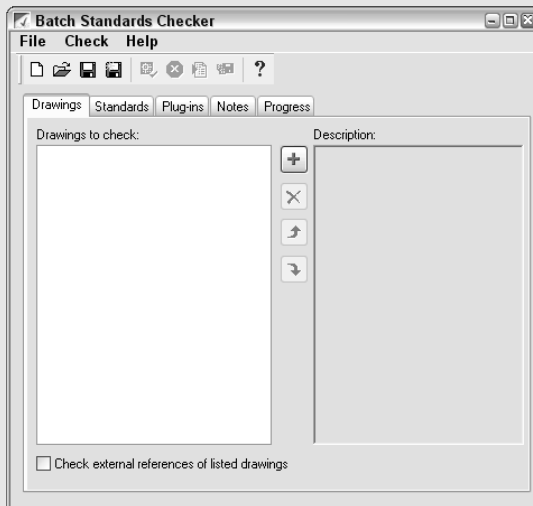 Batch Standards Checker
File Check Help
?
Drawings Standards Plug-ins Notes Progress
Drawings to check: Description:
Check external references of listed drawings